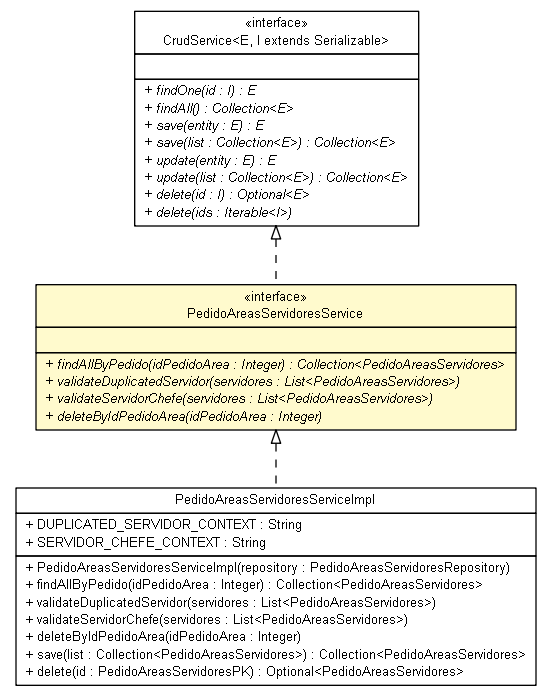 «interface»
CrudService<E, I extends Serializable>
+ findOne(id : I) : E
+ findAll() : Collection<E>
+ save(entity : E) : E
+ save(list : Collection<E>) : Collection<E>
+ update(entity : E) : E
+ update(list : Collection<E>) : Collection<E>
+ delete(id : I) : Optional<E>
+ delete(ids : Iterable<I>)
«interface»
PedidoAreasServidoresService
+ findAllByPedido(idPedidoArea : Integer) : Collection<PedidoAreasServidores>
+ validateDuplicatedServidor(servidores : List<PedidoAreasServidores>)
+ validateServidorChefe(servidores : List<PedidoAreasServidores>)
+ deleteByIdPedidoArea(idPedidoArea : Integer)
PedidoAreasServidoresServiceImpl
+ DUPLICATED_SERVIDOR_CONTEXT : String
+ SERVIDOR_CHEFE_CONTEXT : String
+ PedidoAreasServidoresServiceImpl(repository : PedidoAreasServidoresRepository)
+ findAllByPedido(idPedidoArea : Integer) : Collection<PedidoAreasServidores>
+ validateDuplicatedServidor(servidores : List<PedidoAreasServidores>)
+ validateServidorChefe(servidores : List<PedidoAreasServidores>)
+ deleteByIdPedidoArea(idPedidoArea : Integer)
+ save(list : Collection<PedidoAreasServidores>) : Collection<PedidoAreasServidores>
+ delete(id : PedidoAreasServidoresPK) : Optional<PedidoAreasServidores>